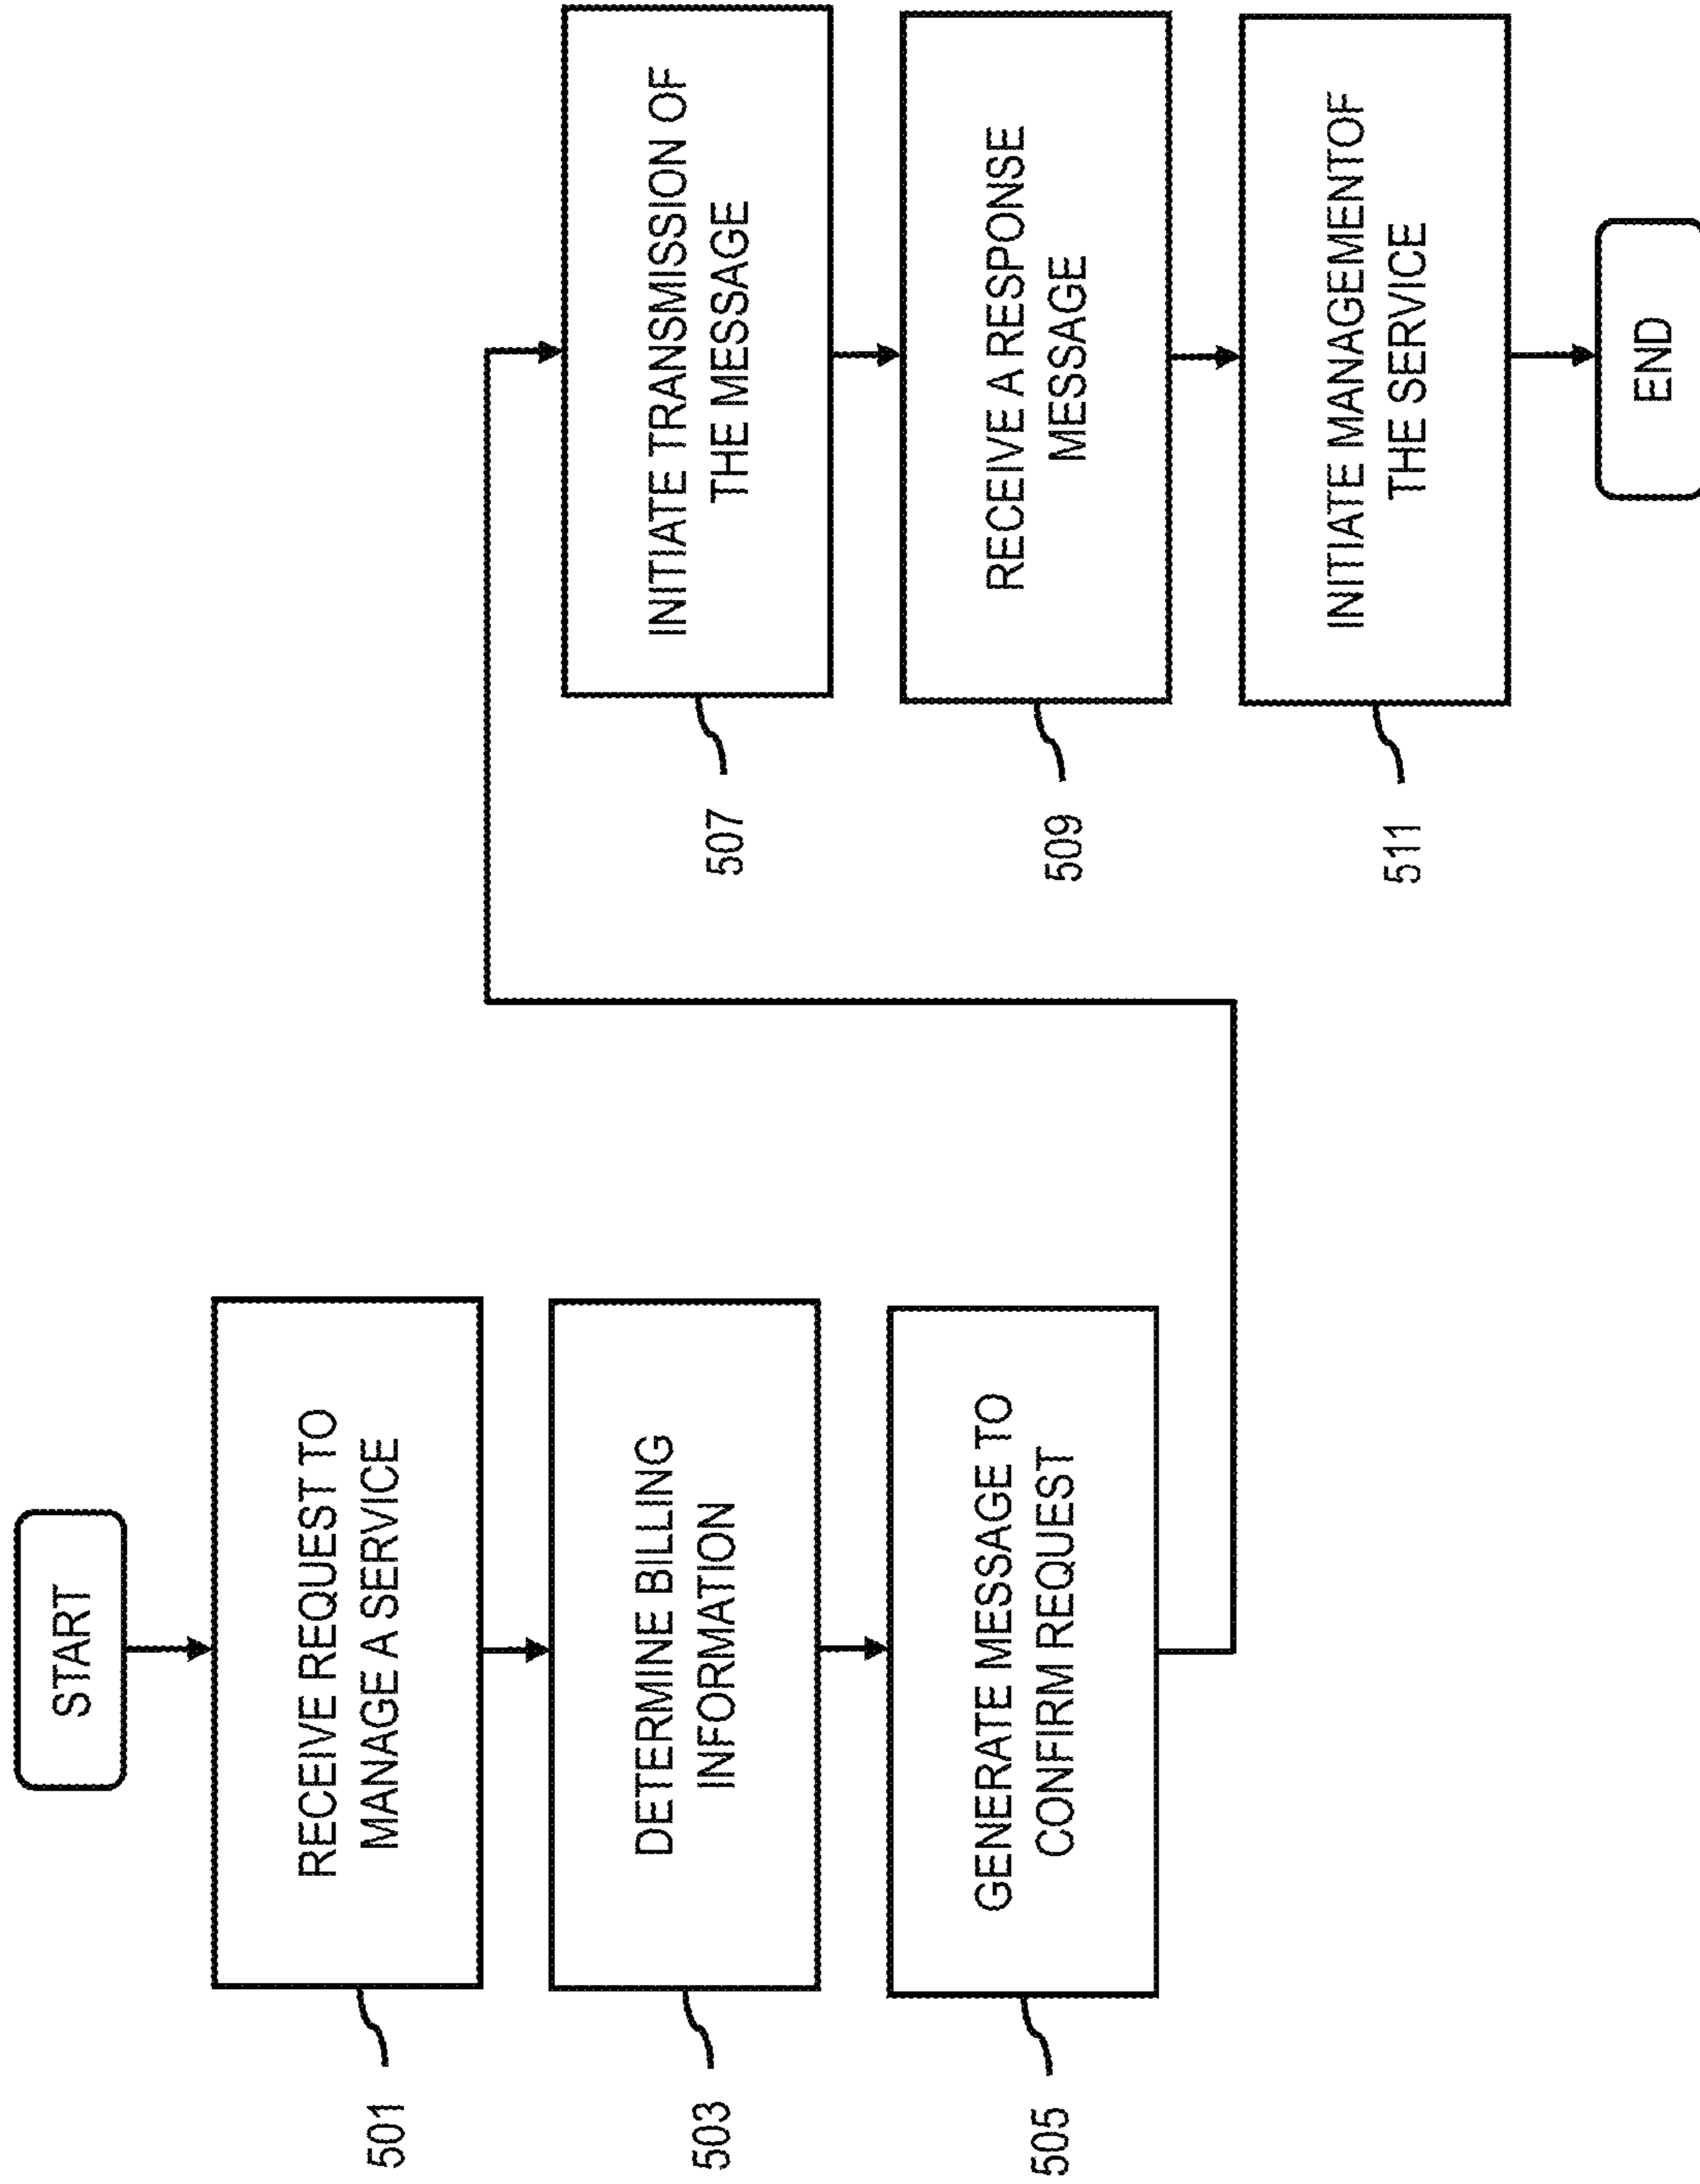 START
RECEIVE REQUEST TO
MANAGE A SERVICE
501
DETERMINE BILLING
INFORMATION
503
GENERATE MESSAGE TO
CONFIRM REQUEST
505
INITIATE TRANSMISSION OF
THE MESSAGE
507
RECEIVE A RESPONSE
MESSAGE
509
INITIATE MANAGEMENTOF
THE SERVICE
511
END